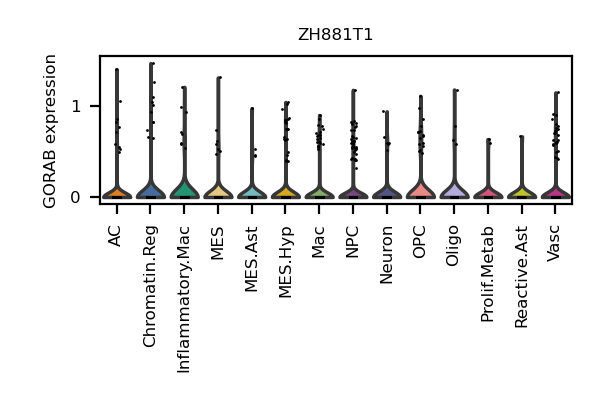 ZH881T1
GORAB expression
1
0
AC
Chromatin.Reg
Inflammatory.Mac
MES
MES.Ast
MES.Hyp
Mac
NPC
Neuron
OPC
Oligo
Prolif.Metab
Reactive.Ast
Vasc